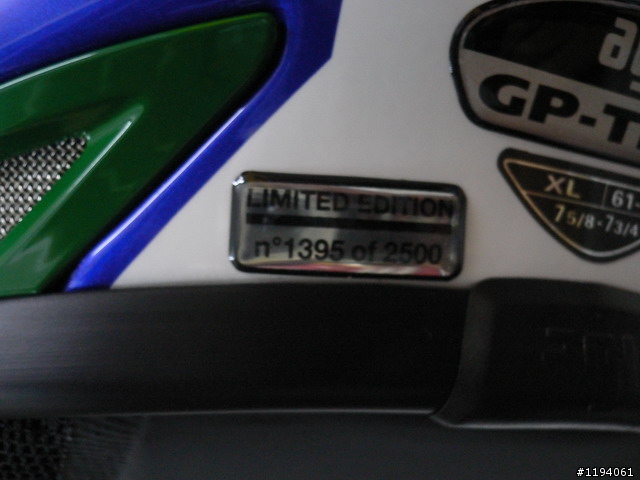 GP-T
XL 61-
7 5/8-7 3/4
LIMITED EDITION
n°1395 of 2500
#1194061